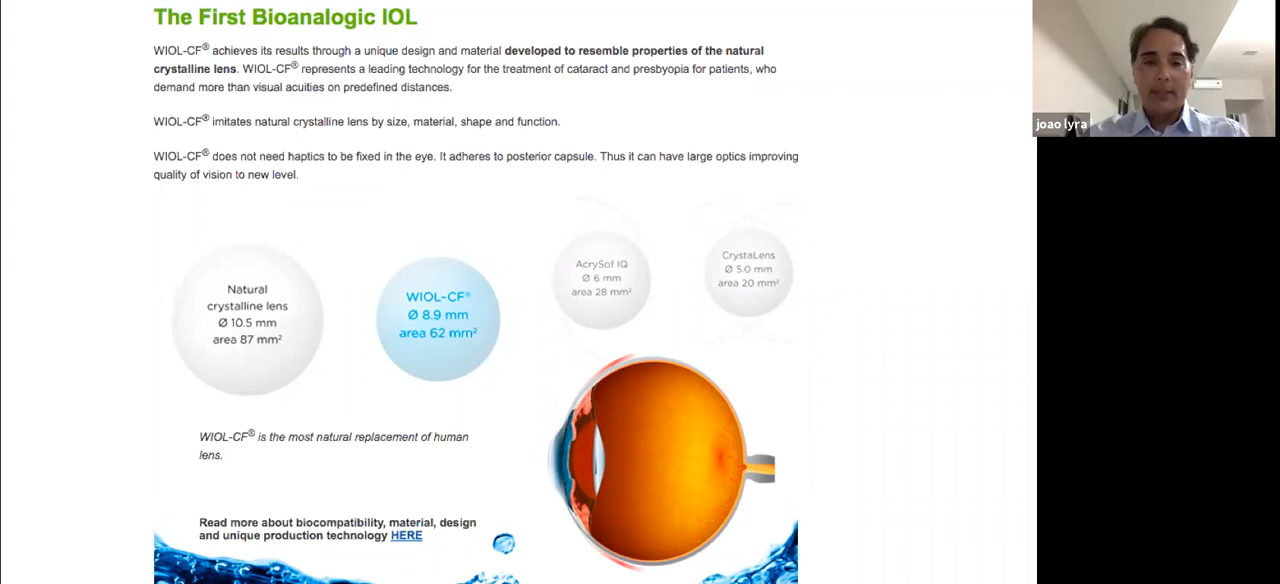 The First Bioanalogic IOL
WIOL-CF® achieves its results through a unique design and material developed to resemble properties of the natural
crystalline lens. WIOL-CF® represents a leading technology for the treatment of cataract and presbyopia for patients, who
demand more than visual acuities on predefined distances.
WIOL-CF® imitates natural crystalline lens by size, material, shape and function.
WIOL-CF® does not need haptics to be fixed in the eye. It adheres to posterior capsule. Thus it can have large optics improving
quality of vision to new level.
Natural
crystalline lens
Ø 10.5 mm
area 87 mm²
WIOL-CF®
Ø 8.9 mm
area 62 mm²
AcrySof IQ
Ø 6 mm
area 28 mm²
CrystaLens
Ø 5.0 mm
area 20 mm²
WIOL-CF® is the most natural replacement of human
lens.
Read more about biocompatibility, material, design
and unique production technology HERE
joao lyra